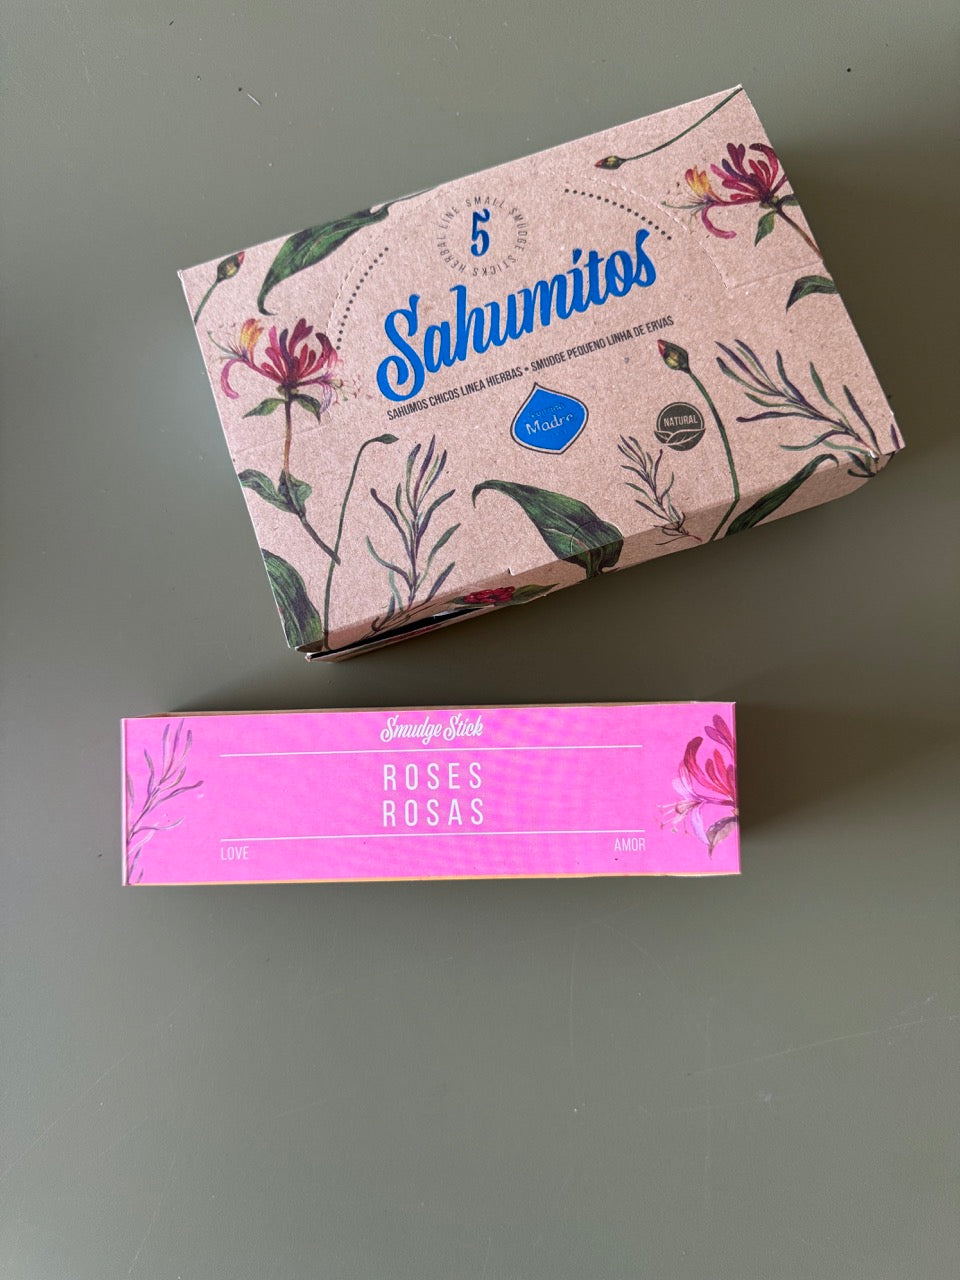 HERBAL LINE SMALL SMUDGE STICKS
5
Sahumitos
SAHUMOS CHICOS LINEA HIERBAS • SMUDGE PEQUENO LINHA DE ERVAS
Madre
NATURAL
Smudge Stick
ROSES
ROSAS
LOVE
AMOR